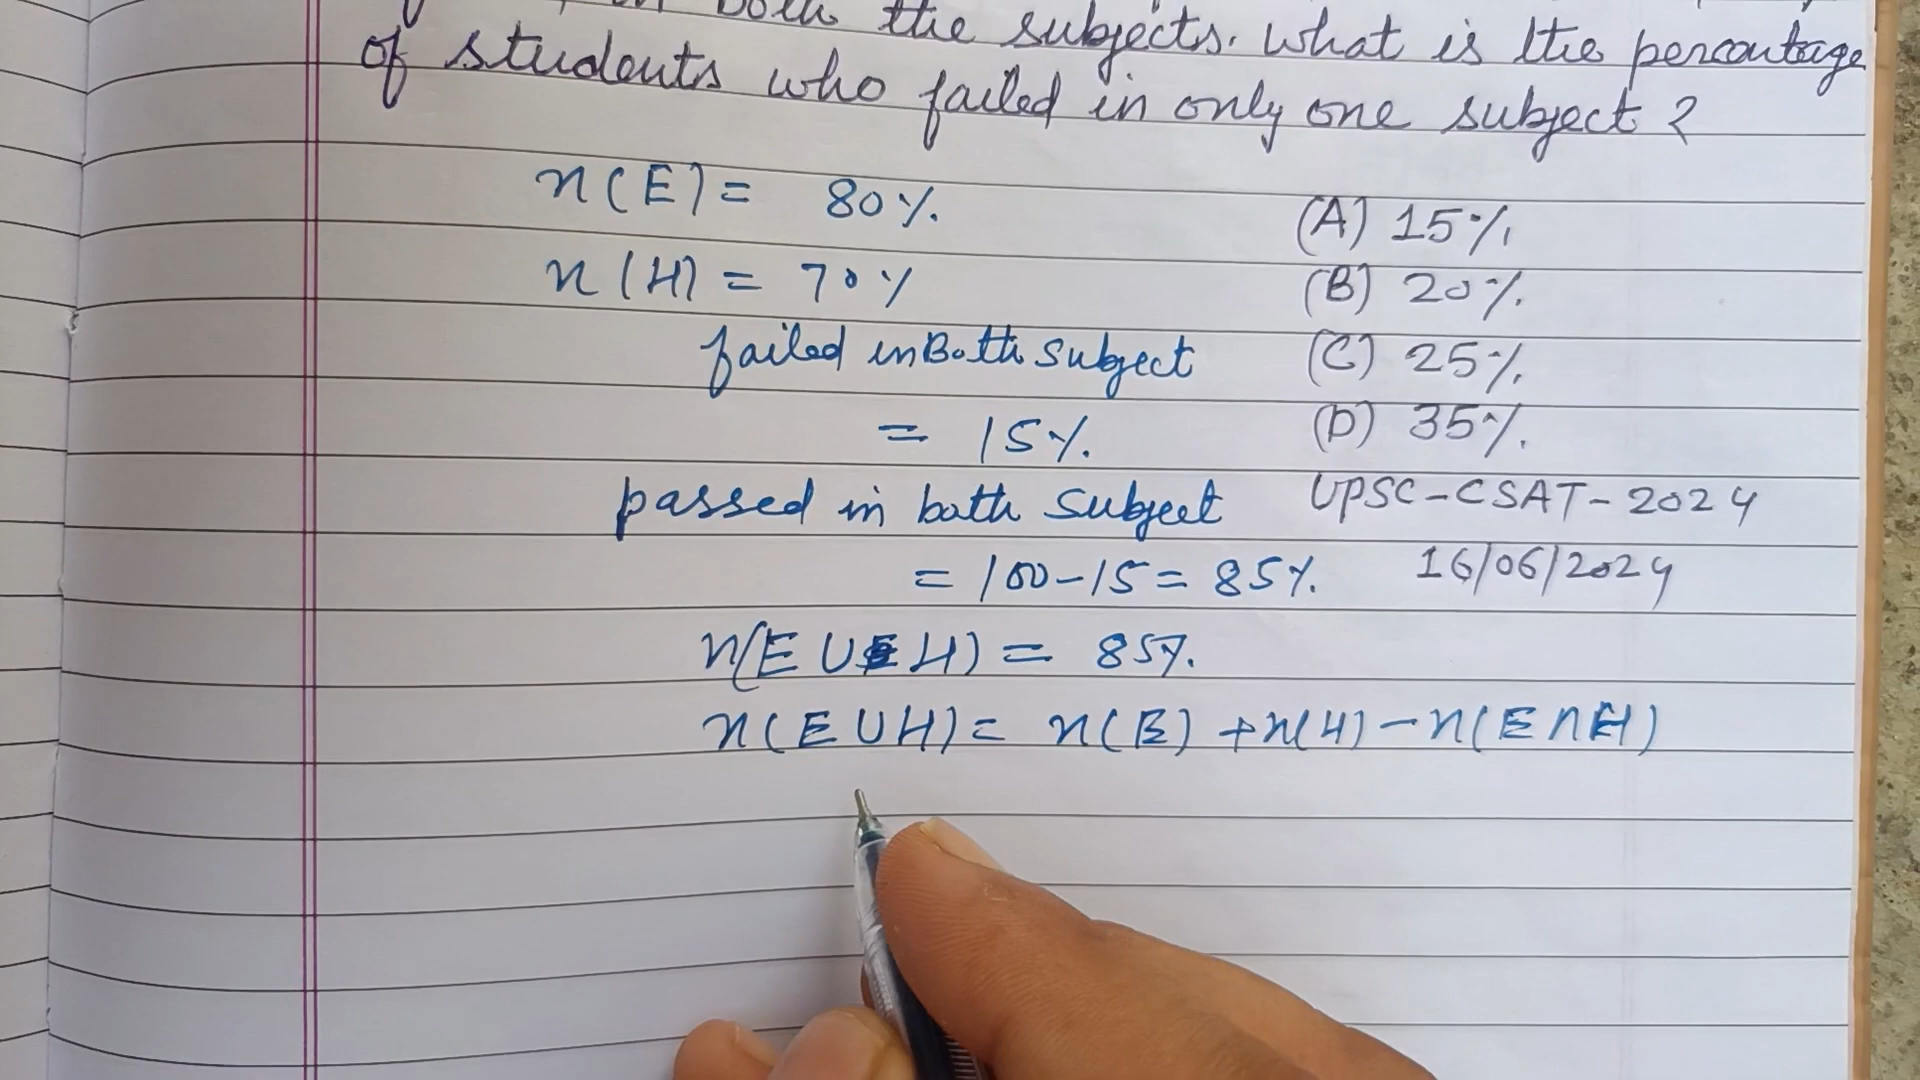 in both the subjects. What is the percentage
of students who failed in only one subject ?
n(E) = 80%.
(A) 15%.
n(H) = 70%
(B) 20%.
failed in Both subject
(C) 25%.
= 15%.
(D) 35%.
passed in both subject
UPSC-CSAT-2024
= 100-15 = 85%.
16/06/2024
n(E U H) = 85%.
n(E U H) = n(E) + n(H) - n(E ∩ H)